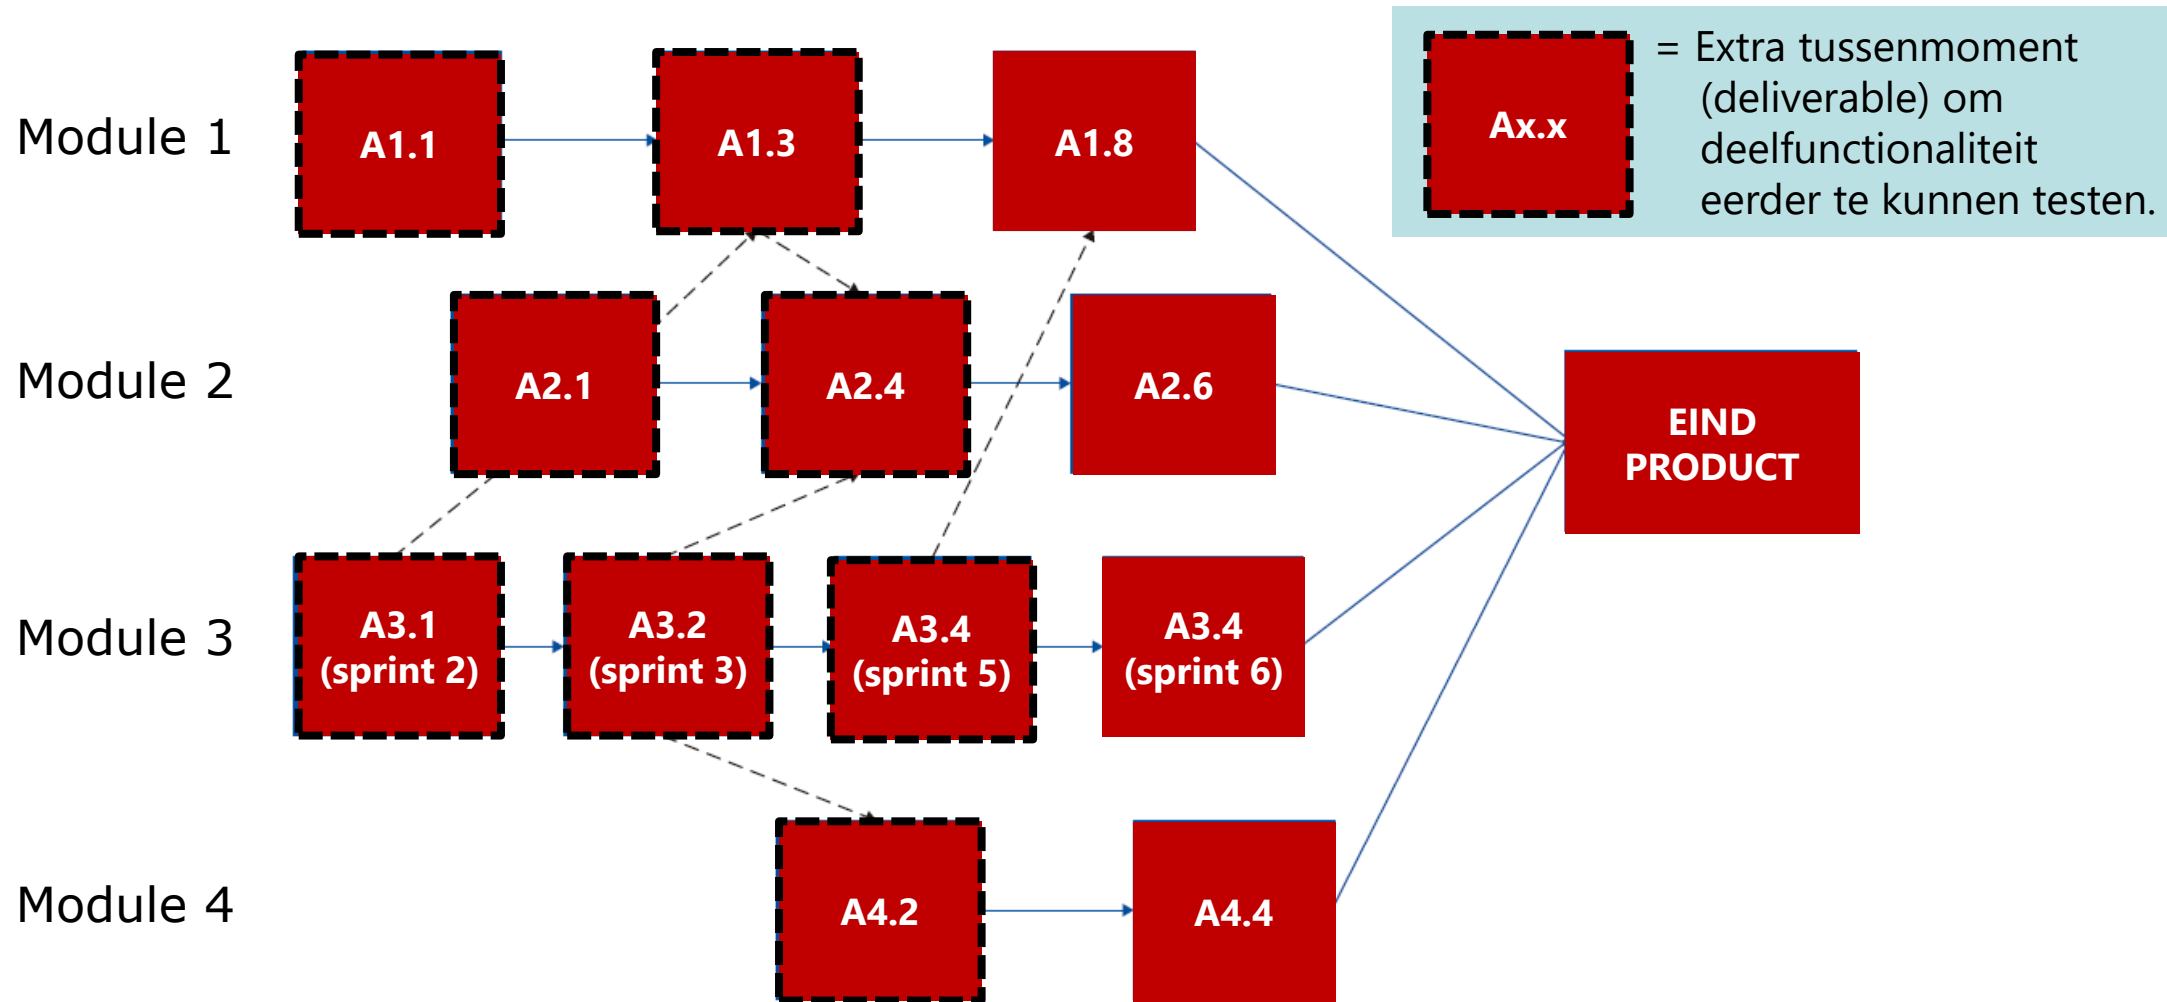 Module 1
A1.1
A1.3
A1.8
Ax.x
= Extra tussenmoment
(deliverable) om
deelfunctionaliteit
eerder te kunnen testen.
Module 2
A2.1
A2.4
A2.6
EIND
PRODUCT
Module 3
A3.1
(sprint 2)
A3.2
(sprint 3)
A3.4
(sprint 5)
A3.4
(sprint 6)
Module 4
A4.2
A4.4